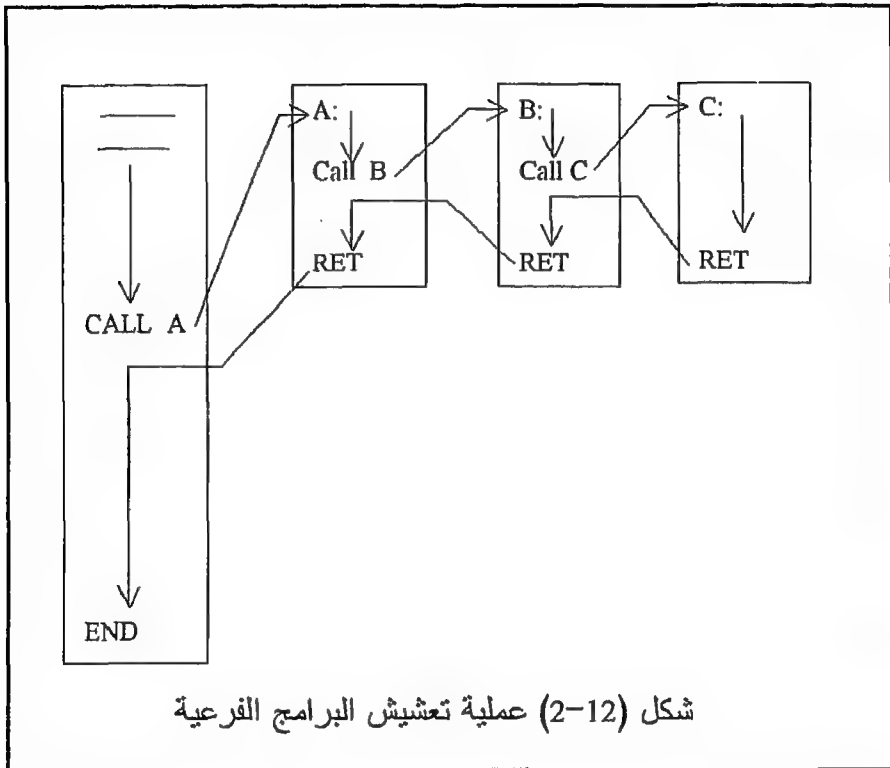 A:
B:
C:
Call B
Call C
RET
RET
RET
CALL A
END
شكل (12-2) عملية تعشيش البرامج الفرعية